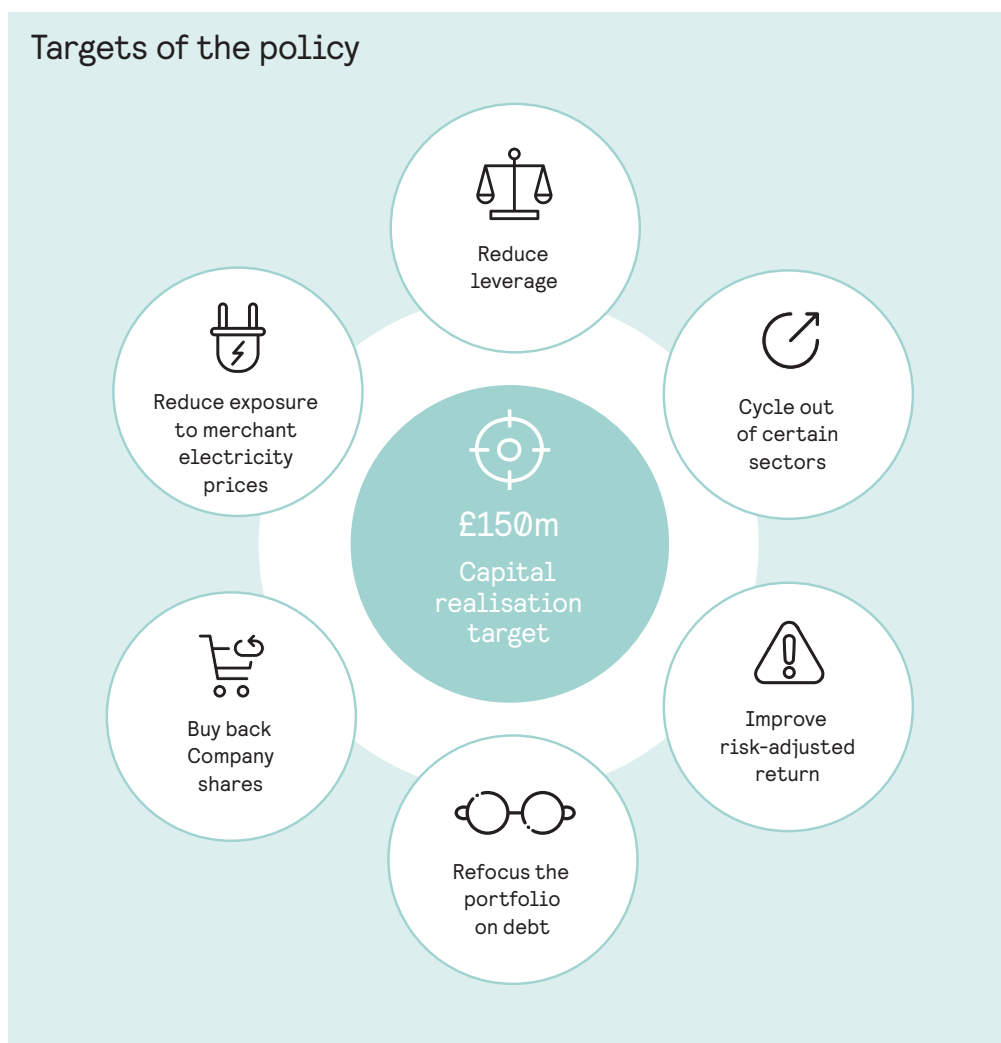 Targets of the policy
Reduce
leverage
Cycle out
of certain
sectors
Improve
risk-adjusted
return
Refocus the
portfolio
on debt
Buy back
Company
shares
Reduce exposure
to merchant
electricity
prices
£150m
Capital
realisation
target